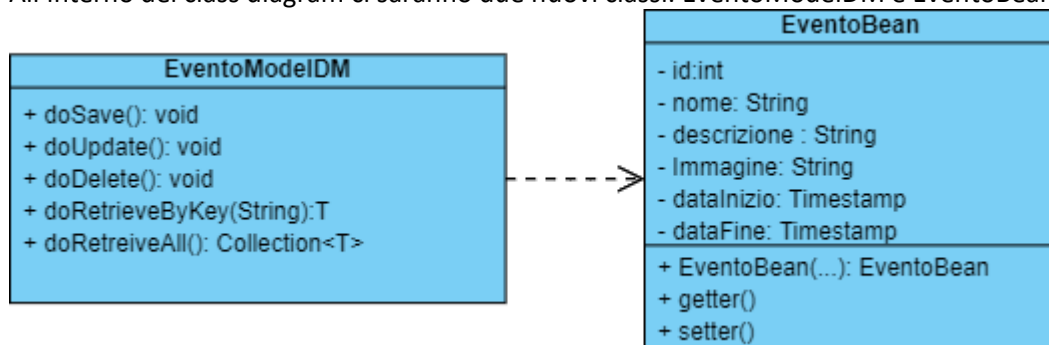 All'interno del class diagram ci saranno due nuovi classi: EventoModelDM e EventoBean
EventoModelDM
+ doSave(): void
+ doUpdate(): void
+ doDelete(): void
+ doRetrieveByKey(String):T
+ doRetreiveAll(): Collection<T>
EventoBean
- id:int
- nome: String
- descrizione : String
- Immagine: String
- dataInizio: Timestamp
- dataFine: Timestamp
+ EventoBean(...): EventoBean
+ getter()
+ setter()